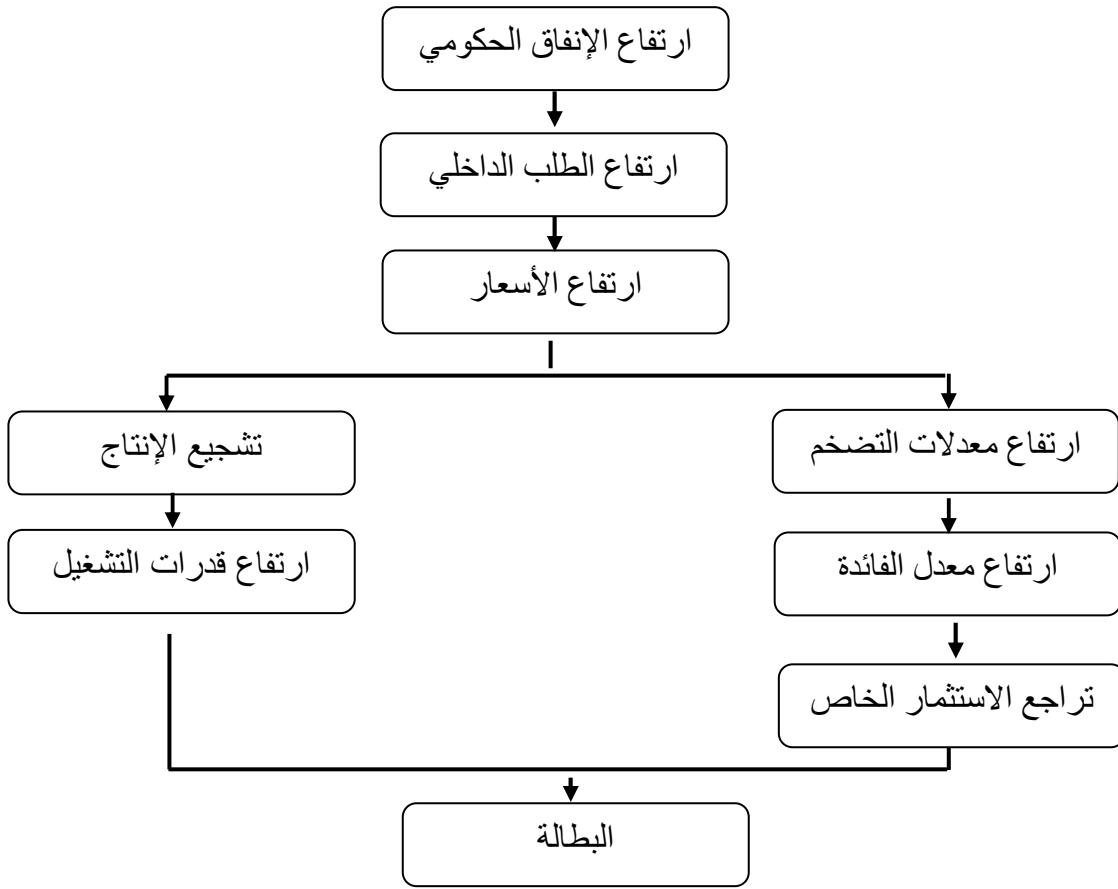 ارتفاع الإنفاق الحكومي
ارتفاع الطلب الداخلي
ارتفاع الأسعار
ارتفاع معدلات التضخم
تشجيع الإنتاج
ارتفاع معدل الفائدة
ارتفاع قدرات التشغيل
تراجع الاستثمار الخاص
البطالة